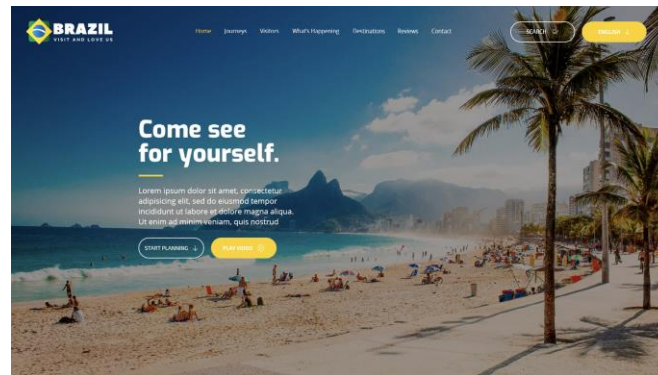 BRAZIL
VISIT AND LOVE US
Home Journeys Visitors What's Happening Destinations Reviews Contact
SEARCH
ENGLISH
Come see
for yourself.
Lorem ipsum dolor sit amet, consectetur
adipisicing elit, sed do eiusmod tempor
incididunt ut labore et dolore magna aliqua.
Ut enim ad minim veniam, quis nostrud
START PLANNING
PLAY VIDEO